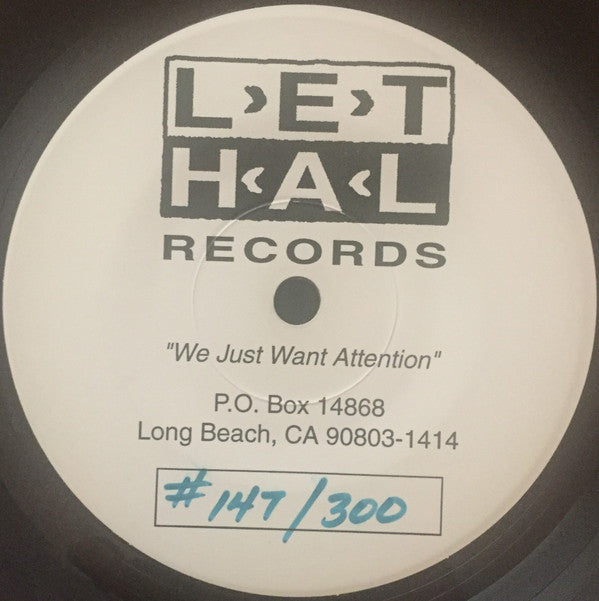 L›E›T
H‹A‹L
RECORDS
"We Just Want Attention"
P.O. Box 14868
Long Beach, CA 90803-1414
#147/300